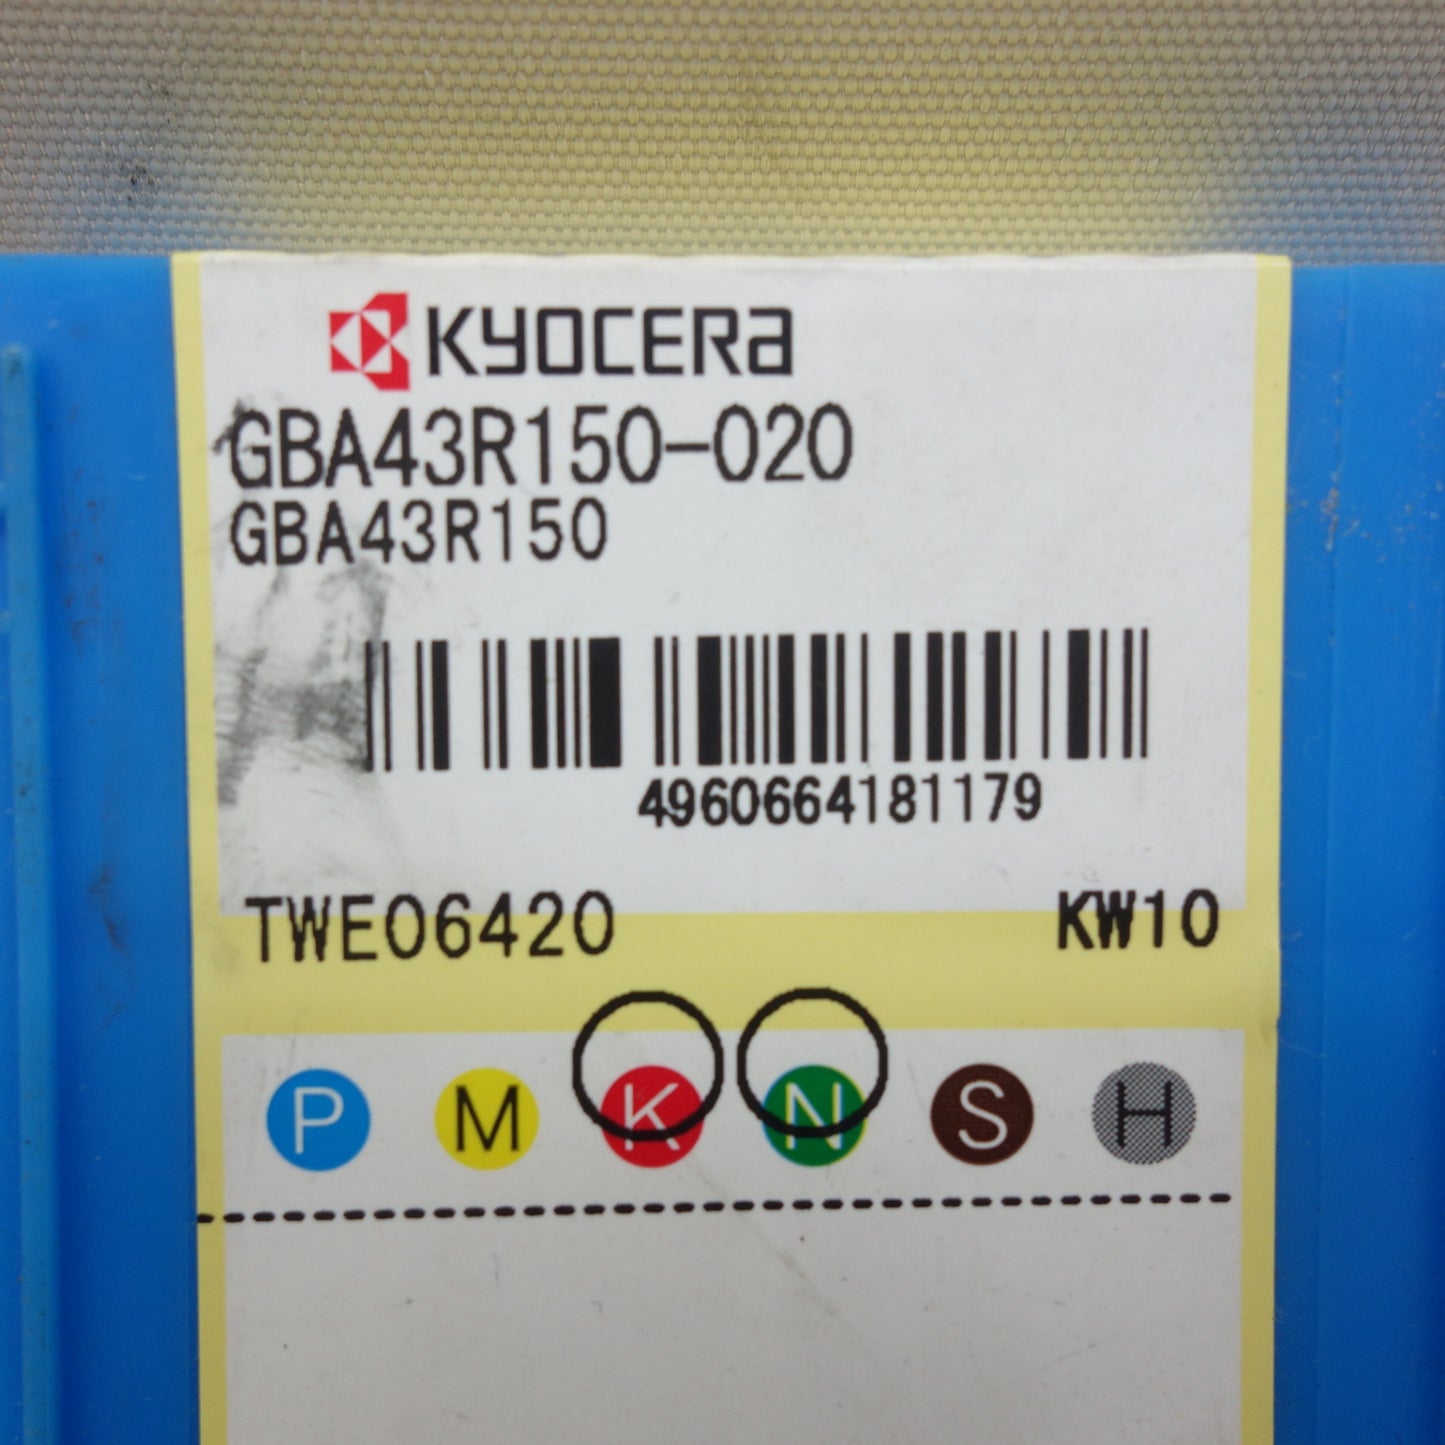 KYOCERA
GBA43R150-020
GBA43R150
4960664181179
TWE06420 KW10
P M K N S H